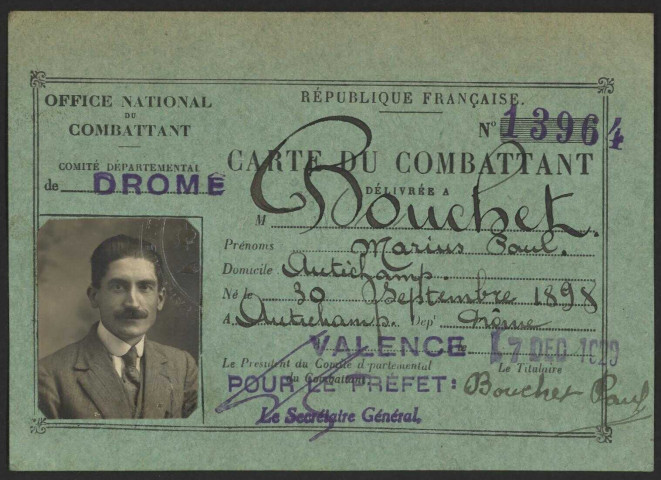 OFFICE NATIONAL
DU
COMBATTANT
COMITÉ DÉPARTEMENTAL
de DROME
RÉPUBLIQUE FRANÇAISE.
N° 13964
CARTE DU COMBATTANT
DÉLIVRÉE A
M Bouchet.
Prénoms Marius Paul.
Domicile Autichamp.
Né le 30 Septembre 1898
A Autichamp. Dep^t Drôme
VALENCE 7 DEC 1929
Le Président du Comité départemental
du Combattant
POUR LE PREFET:
Le Secrétaire Général,
Le Titulaire
Bouchet Paul